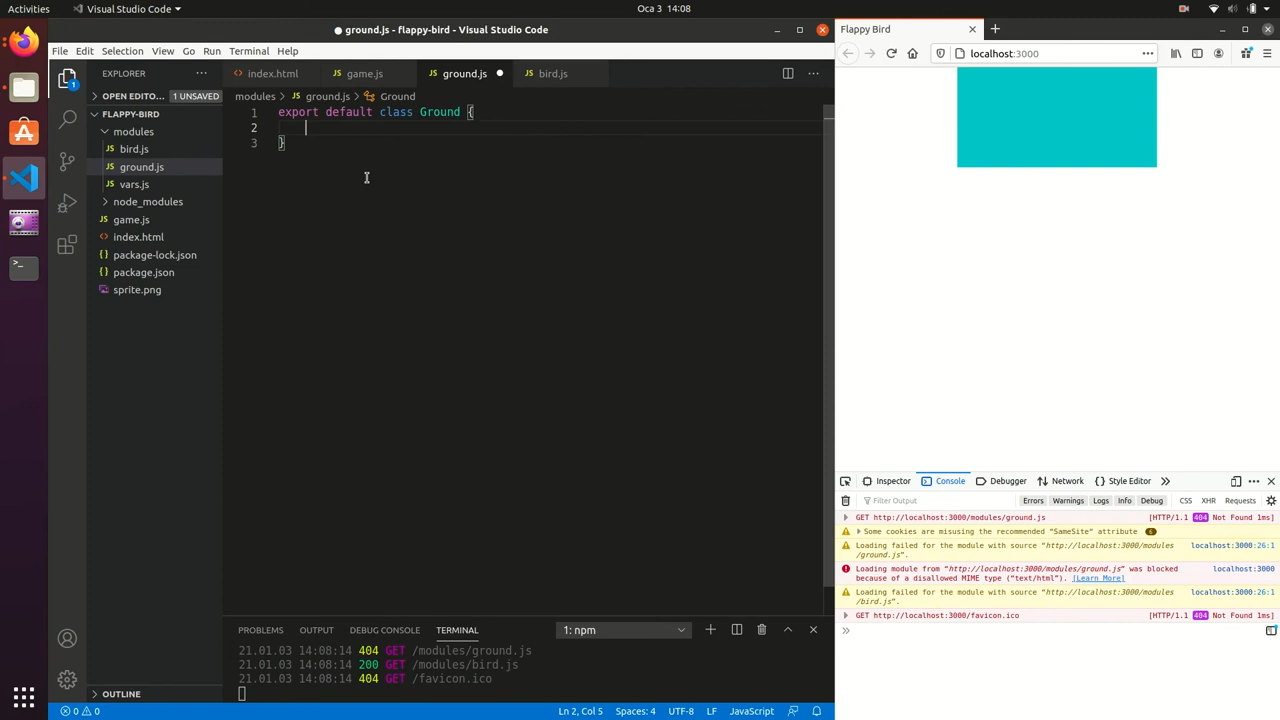 Activities
Visual Studio Code
Oca 3  14:08
ground.js - flappy-bird - Visual Studio Code
File Edit Selection View Go Run Terminal Help
EXPLORER
OPEN EDITO... 1 UNSAVED
FLAPPY-BIRD
modules
bird.js
ground.js
vars.js
node_modules
game.js
index.html
package-lock.json
package.json
sprite.png
OUTLINE
index.html
game.js
ground.js
bird.js
modules > ground.js > Ground
1 export default class Ground {
2
3 }
PROBLEMS OUTPUT DEBUG CONSOLE TERMINAL 1: npm
21.01.03 14:08:14 404 GET /modules/ground.js
21.01.03 14:08:14 200 GET /modules/bird.js
21.01.03 14:08:14 404 GET /favicon.ico
0 0 Ln 2, Col 5 Spaces: 4 UTF-8 LF JavaScript
Flappy Bird
localhost:3000
Inspector Console Debugger Network Style Editor
Filter Output Errors Warnings Logs Info Debug CSS XHR Requests
GET http://localhost:3000/modules/ground.js [HTTP/1.1 404 Not Found 1ms]
Some cookies are misusing the recommended "SameSite" attribute 6
Loading failed for the module with source “http://localhost:3000/modules localhost:3000:26:1
/ground.js”.
Loading module from “http://localhost:3000/modules/ground.js” was blocked localhost:3000
because of a disallowed MIME type (“text/html”). [Learn More]
Loading failed for the module with source “http://localhost:3000/modules localhost:3000:26:1
/bird.js”.
GET http://localhost:3000/favicon.ico [HTTP/1.1 404 Not Found 1ms]